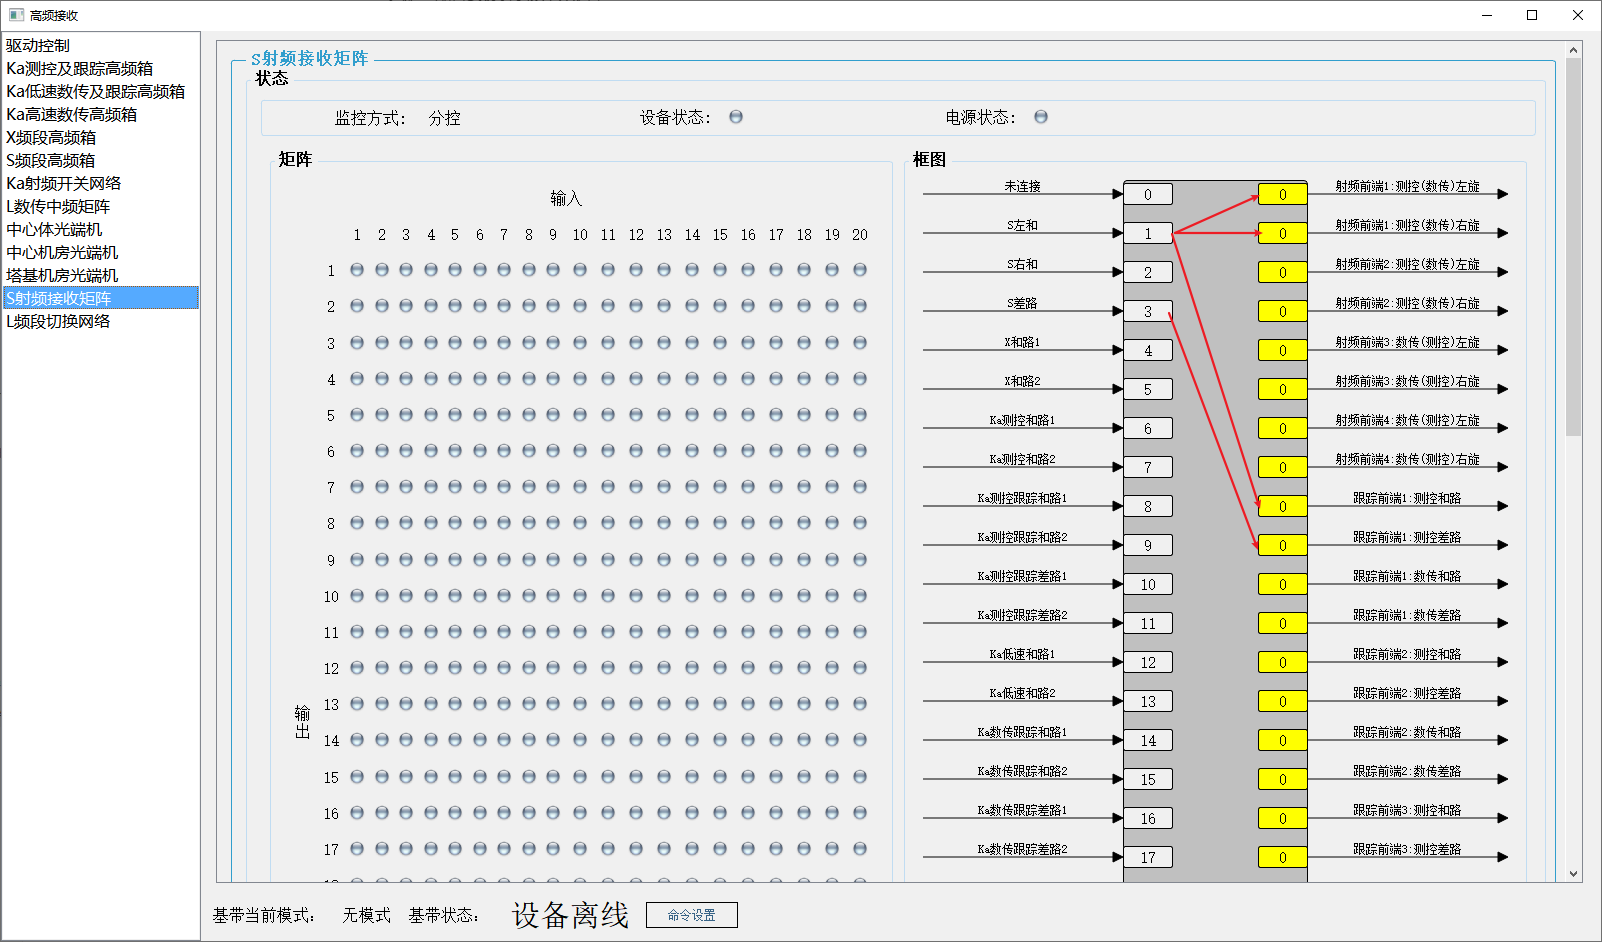 高频接收
驱动控制
Ka测控及跟踪高频箱
Ka低速数传及跟踪高频箱
Ka高速数传高频箱
X频段高频箱
S频段高频箱
Ka射频开关网络
L数传中频矩阵
中心体光端机
中心机房光端机
塔基机房光端机
S射频接收矩阵
L频段切换网络
S射频接收矩阵
状态
监控方式： 分控 设备状态： 电源状态：
矩阵
输入
1 2 3 4 5 6 7 8 9 10 11 12 13 14 15 16 17 18 19 20
1
2
3
4
5
6
7
8
9
10
11
12
13
14
15
16
17
输出
框图
未连接 0 0 射频前端1:测控(数传)左旋
S左和 1 0 射频前端1:测控(数传)右旋
S右和 2 0 射频前端2:测控(数传)左旋
S差路 3 0 射频前端2:测控(数传)右旋
X和路1 4 0 射频前端3:数传(测控)左旋
X和路2 5 0 射频前端3:数传(测控)右旋
Ka测控和路1 6 0 射频前端4:数传(测控)左旋
Ka测控和路2 7 0 射频前端4:数传(测控)右旋
Ka测控跟踪和路1 8 0 跟踪前端1:测控和路
Ka测控跟踪和路2 9 0 跟踪前端1:测控差路
Ka测控跟踪差路1 10 0 跟踪前端1:数传和路
Ka测控跟踪差路2 11 0 跟踪前端1:数传差路
Ka低速和路1 12 0 跟踪前端2:测控和路
Ka低速和路2 13 0 跟踪前端2:测控差路
Ka数传跟踪和路1 14 0 跟踪前端2:数传和路
Ka数传跟踪和路2 15 0 跟踪前端2:数传差路
Ka数传跟踪差路1 16 0 跟踪前端3:测控和路
Ka数传跟踪差路2 17 0 跟踪前端3:测控差路
基带当前模式： 无模式 基带状态： 设备离线 命令设置